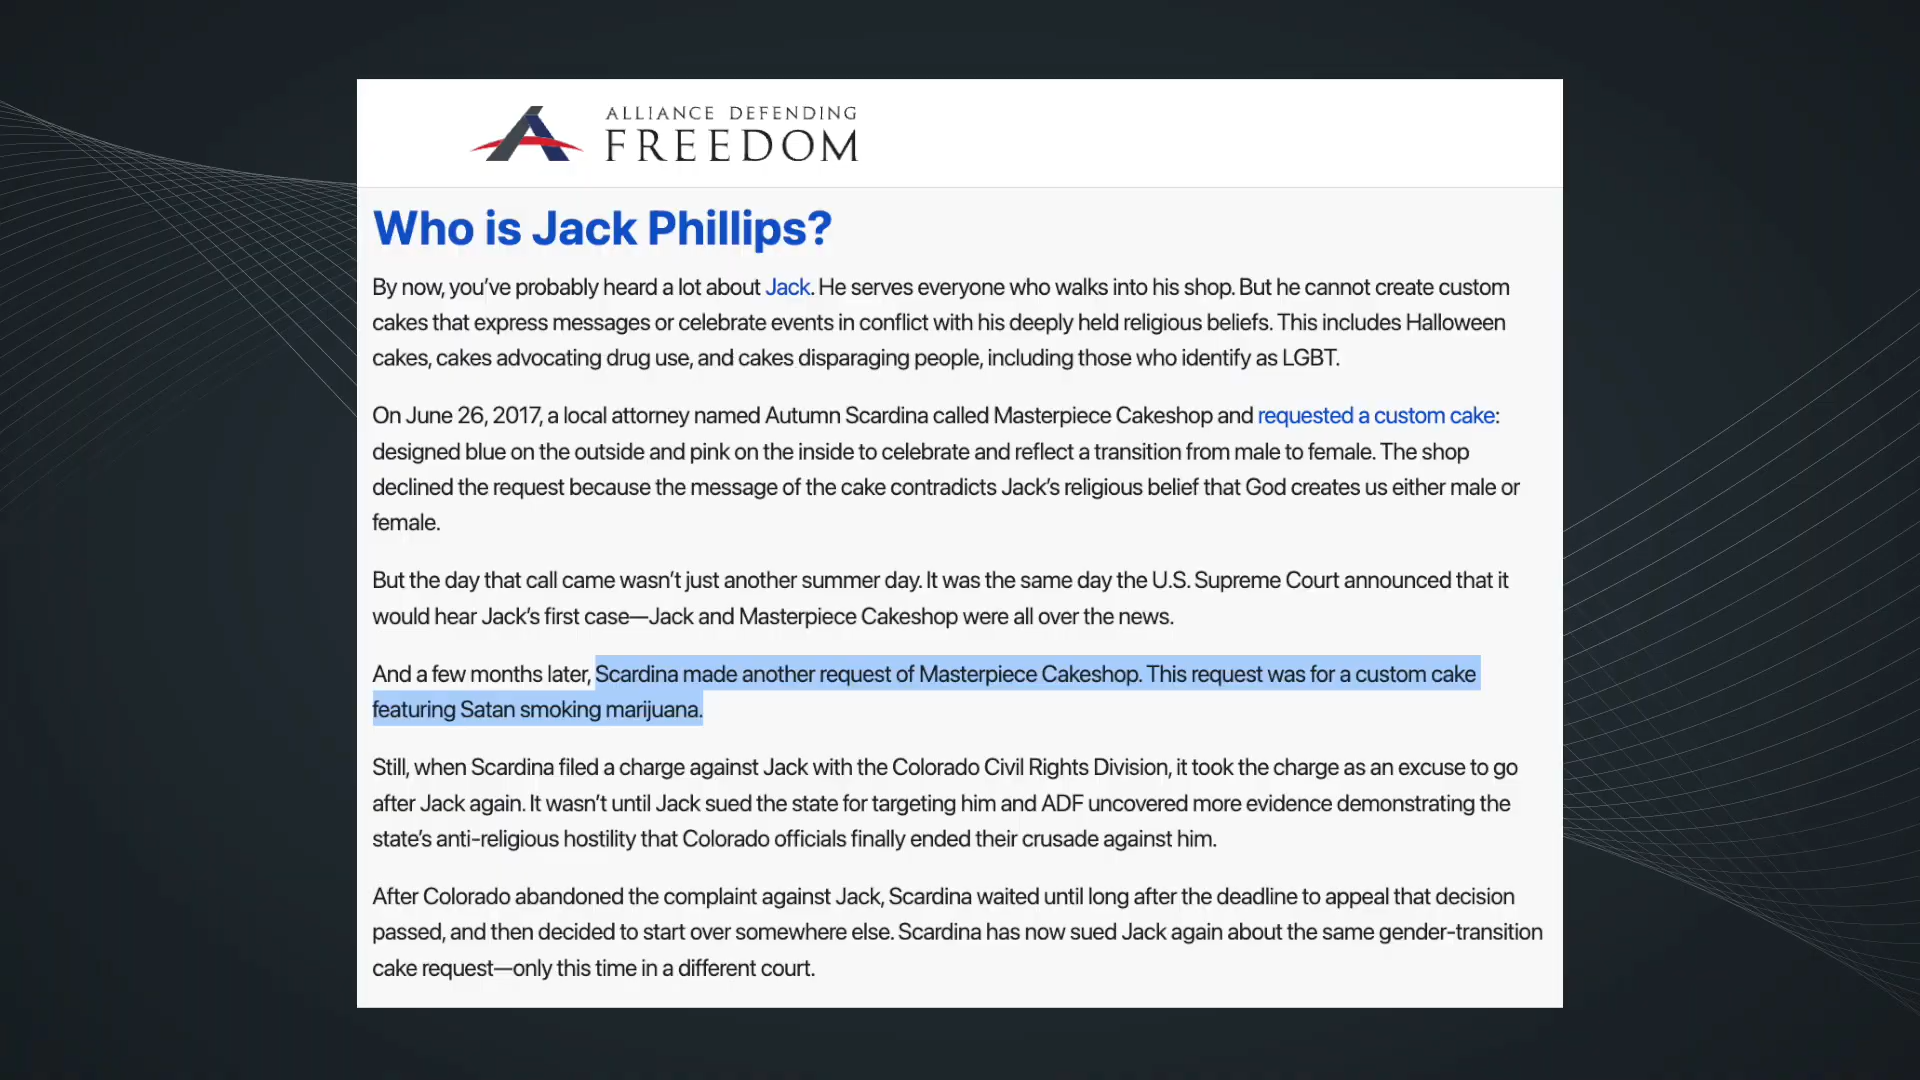 ALLIANCE DEFENDING
FREEDOM
Who is Jack Phillips?
By now, you’ve probably heard a lot about Jack. He serves everyone who walks into his shop. But he cannot create custom
cakes that express messages or celebrate events in conflict with his deeply held religious beliefs. This includes Halloween
cakes, cakes advocating drug use, and cakes disparaging people, including those who identify as LGBT.
On June 26, 2017, a local attorney named Autumn Scardina called Masterpiece Cakeshop and requested a custom cake:
designed blue on the outside and pink on the inside to celebrate and reflect a transition from male to female. The shop
declined the request because the message of the cake contradicts Jack’s religious belief that God creates us either male or
female.
But the day that call came wasn’t just another summer day. It was the same day the U.S. Supreme Court announced that it
would hear Jack’s first case—Jack and Masterpiece Cakeshop were all over the news.
And a few months later, Scardina made another request of Masterpiece Cakeshop. This request was for a custom cake
featuring Satan smoking marijuana.
Still, when Scardina filed a charge against Jack with the Colorado Civil Rights Division, it took the charge as an excuse to go
after Jack again. It wasn’t until Jack sued the state for targeting him and ADF uncovered more evidence demonstrating the
state’s anti-religious hostility that Colorado officials finally ended their crusade against him.
After Colorado abandoned the complaint against Jack, Scardina waited until long after the deadline to appeal that decision
passed, and then decided to start over somewhere else. Scardina has now sued Jack again about the same gender-transition
cake request—only this time in a different court.